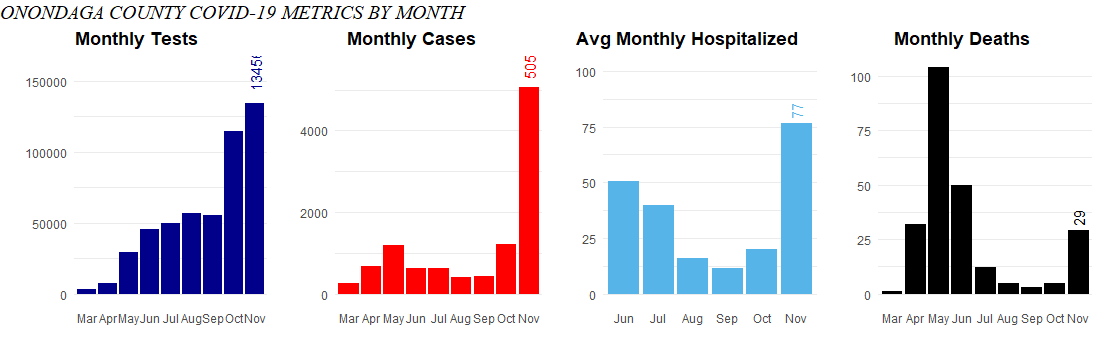 ONONDAGA COUNTY COVID-19 METRICS BY MONTH
Monthly Tests
150000
100000
50000
0
Mar Apr May Jun Jul Aug Sep Oct Nov
Monthly Cases
505
4000
2000
0
Mar Apr May Jun Jul Aug Sep Oct Nov
Avg Monthly Hospitalized
77
100
75
50
25
0
Jun Jul Aug Sep Oct Nov
Monthly Deaths
29
100
75
50
25
0
Mar Apr May Jun Jul Aug Sep Oct Nov